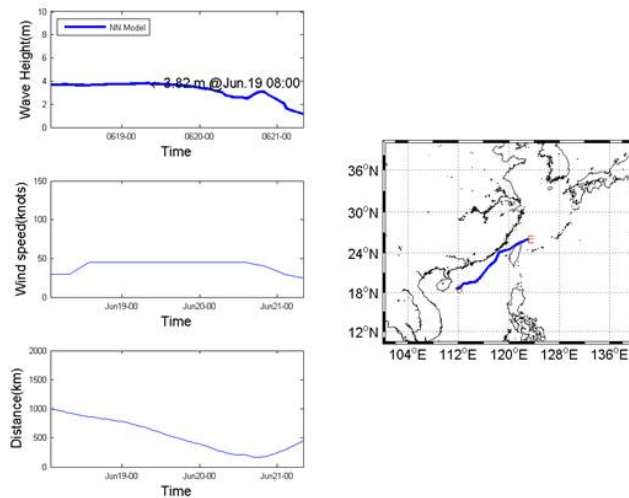 10
8
6
4
2
0
Wave Height(m)
NN Model
← 3.82 m @Jun.19 08:00
0619-00 0620-00 0621-00
Time
150
100
50
0
Wind speed(knots)
Jun19-00 Jun20-00 Jun21-00
Time
2000
1500
1000
500
0
Distance(km)
Jun19-00 Jun20-00 Jun21-00
Time
36°N
30°N
24°N
18°N
12°N
E
104°E 112°E 120°E 128°E 136°E